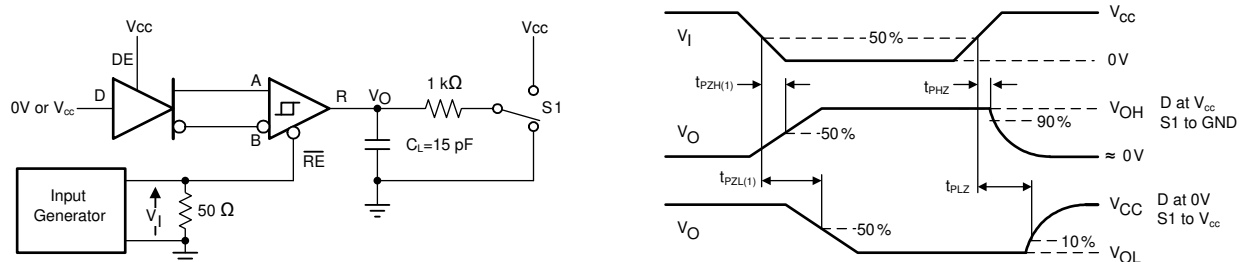 Vcc
DE
0V or Vcc
D
A
B
R
VO
1 kΩ
Vcc
S1
CL=15 pF
RE
Input
Generator
VI
50 Ω
VI
50%
Vcc
0V
tPZH(1)
tPHZ
VO
50%
VOH
90%
≈ 0V
D at Vcc
S1 to GND
tPZL(1)
tPLZ
VO
50%
VCC
10%
VOL
D at 0V
S1 to Vcc